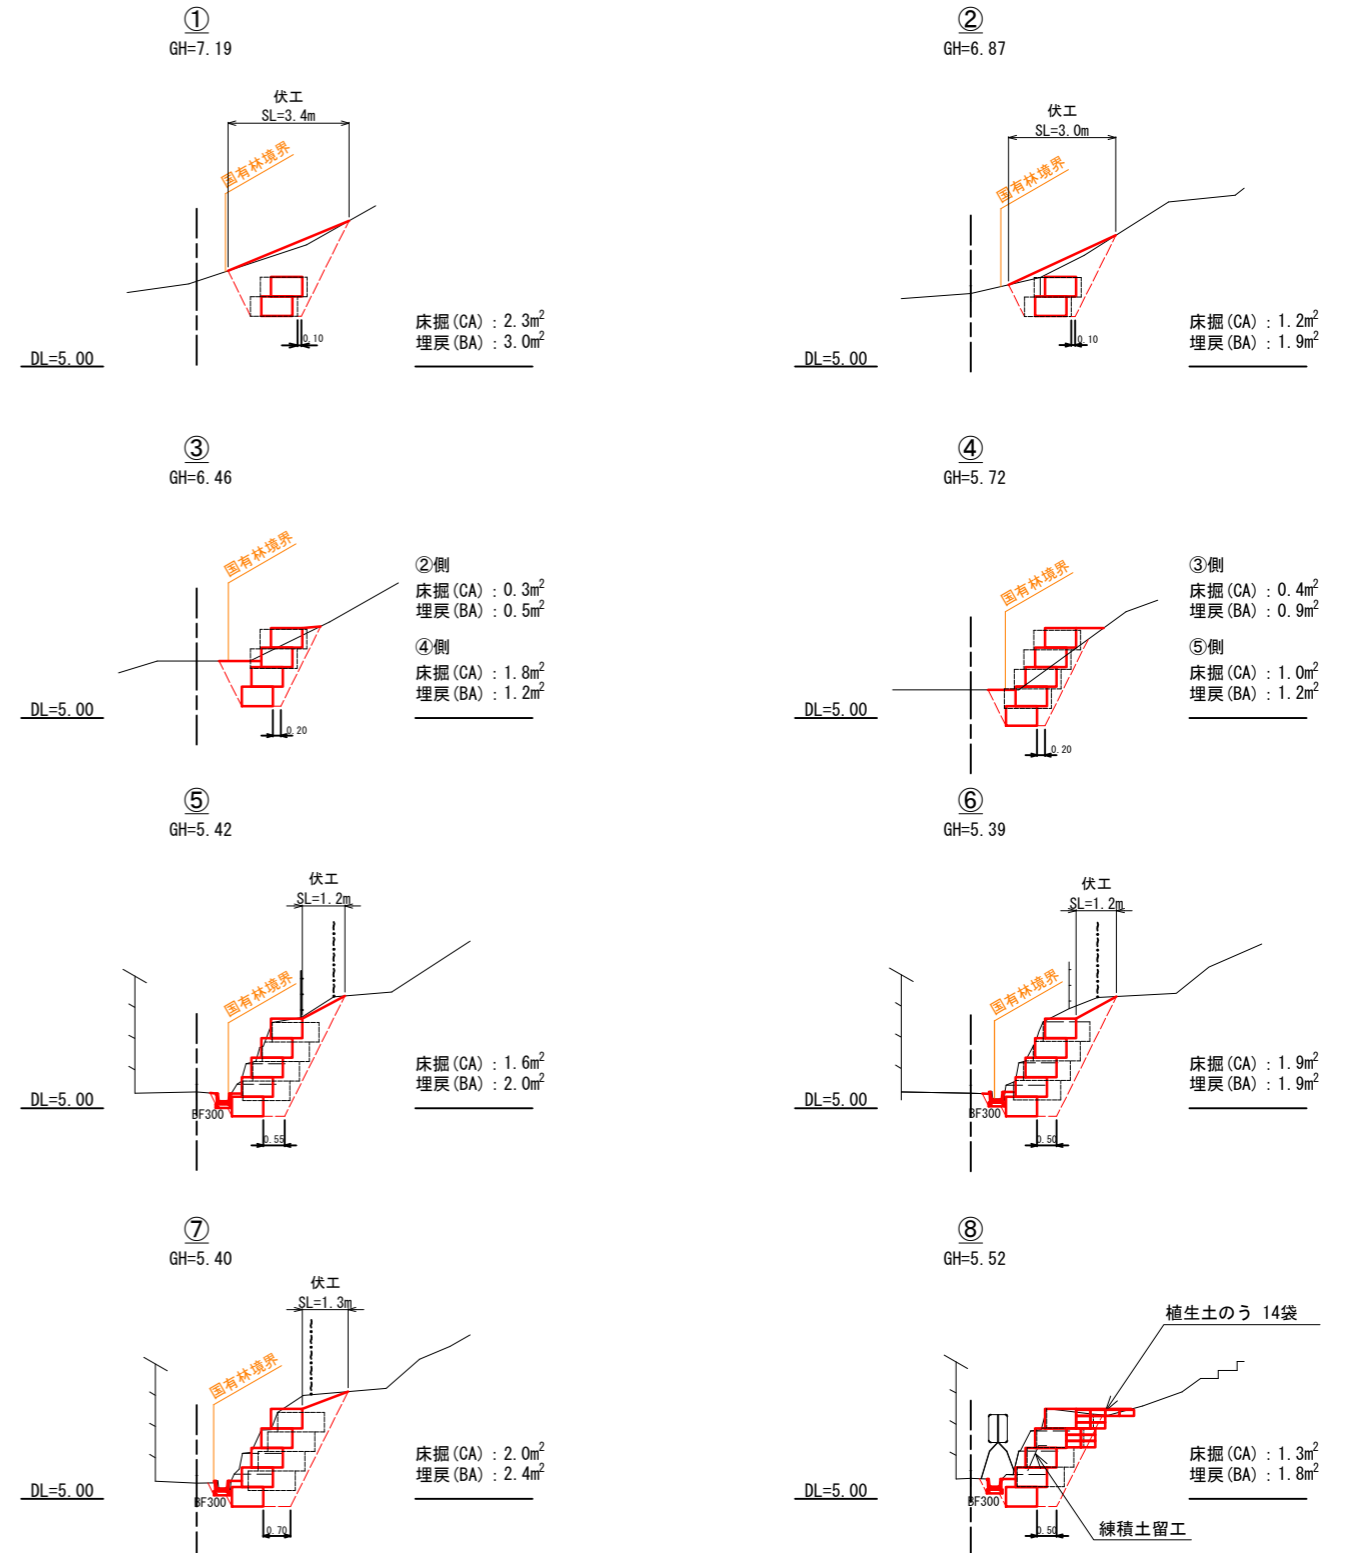 ①
GH=7.19
伏工
SL=3.4m
国有林境界
0.10
床掘(CA) : 2.3m²
埋戻(BA) : 3.0m²
DL=5.00
②
GH=6.87
伏工
SL=3.0m
国有林境界
0.10
床掘(CA) : 1.2m²
埋戻(BA) : 1.9m²
DL=5.00
③
GH=6.46
国有林境界
②側
床掘(CA) : 0.3m²
埋戻(BA) : 0.5m²
④側
床掘(CA) : 1.8m²
埋戻(BA) : 1.2m²
DL=5.00
0.20
④
GH=5.72
国有林境界
③側
床掘(CA) : 0.4m²
埋戻(BA) : 0.9m²
⑤側
床掘(CA) : 1.0m²
埋戻(BA) : 1.2m²
DL=5.00
0.20
⑤
GH=5.42
伏工
SL=1.2m
国有林境界
床掘(CA) : 1.6m²
埋戻(BA) : 2.0m²
DL=5.00
BF300
0.55
⑥
GH=5.39
伏工
SL=1.2m
国有林境界
床掘(CA) : 1.9m²
埋戻(BA) : 1.9m²
DL=5.00
BF300
0.50
⑦
GH=5.40
伏工
SL=1.3m
国有林境界
床掘(CA) : 2.0m²
埋戻(BA) : 2.4m²
DL=5.00
BF300
0.70
⑧
GH=5.52
植生土のう 14袋
床掘(CA) : 1.3m²
埋戻(BA) : 1.8m²
DL=5.00
BF300
0.50
練積土留工